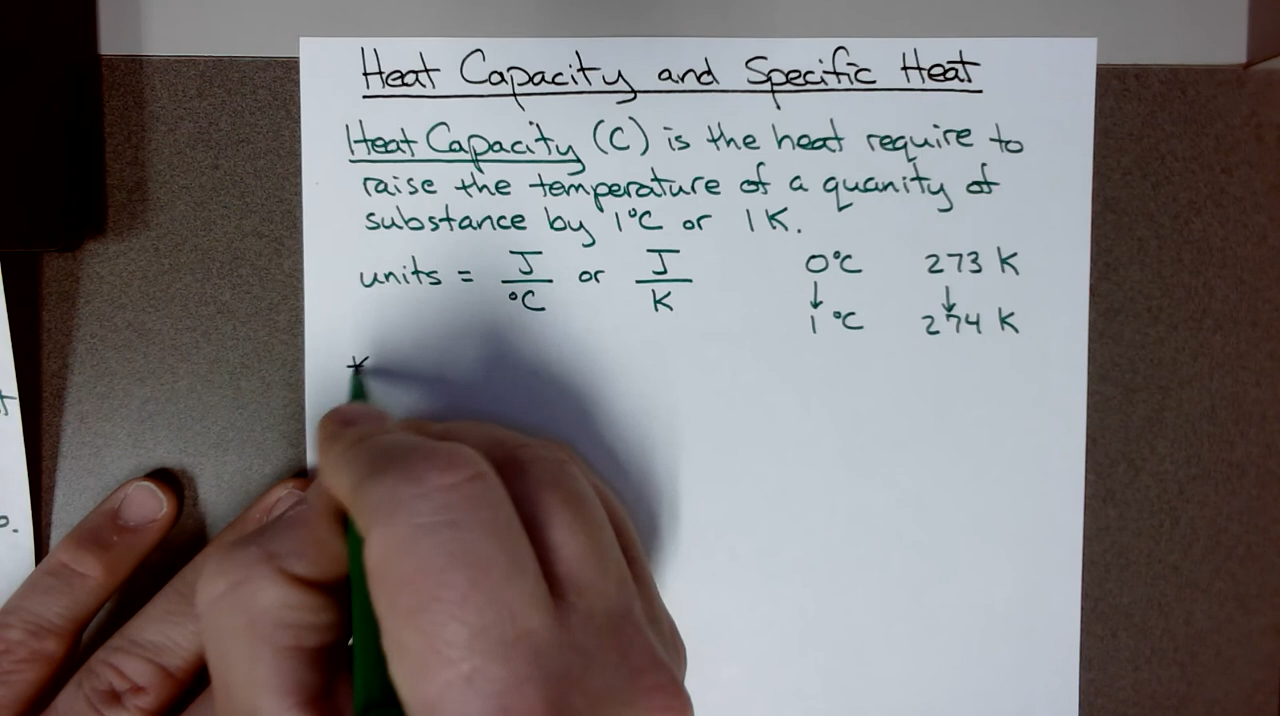 Heat Capacity and Specific Heat
Heat Capacity (C) is the heat require to
raise the temperature of a quanity of
substance by 1°C or 1 K.
units = J/°C or J/K
0°C 273 K
↓ ↓
1 °C 274 K
*